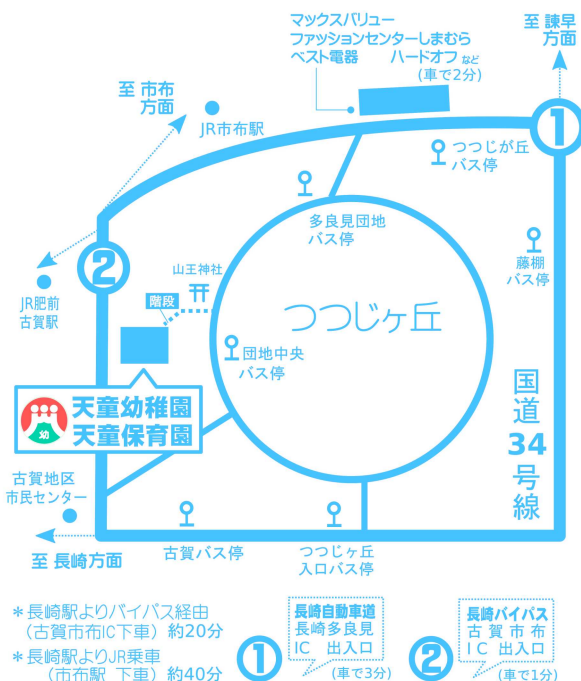 マックスバリュー
ファッションセンターしまむら
ベスト電器 ハードオフ など
(車で2分)
至 諫早
方面
至 市布
方面
JR市布駅
1
つつじが丘
バス停
多良見団地
バス停
藤棚
バス停
2
JR肥前
古賀駅
山王神社
階段
つつじヶ丘
団地中央
バス停
幼
天童幼稚園
天童保育園
国道34号線
古賀地区
市民センター
至 長崎方面
古賀バス停
つつじヶ丘
入口バス停
*長崎駅よりバイパス経由
(古賀市布IC下車) 約20分
*長崎駅よりJR乗車
(市布駅 下車) 約40分
1
長崎自動車道
長崎多良見
IC 出入口
(車で3分)
2
長崎バイパス
古賀市布
IC 出入口
(車で1分)